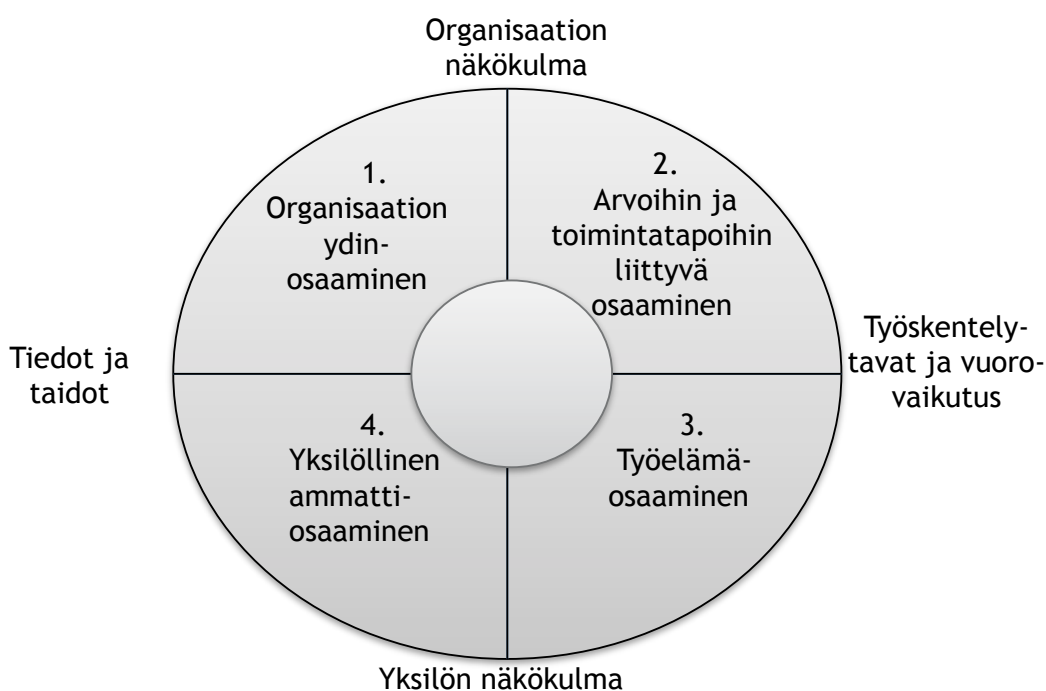 Organisaation
näkökulma
1.
Organisaation
ydin-
osaaminen
2.
Arvoihin ja
toimintatapoihin
liittyvä
osaaminen
Tiedot ja
taidot
Työskentely-
tavat ja vuoro-
vaikutus
4.
Yksilöllinen
ammatti-
osaaminen
3.
Työelämä-
osaaminen
Yksilön näkökulma